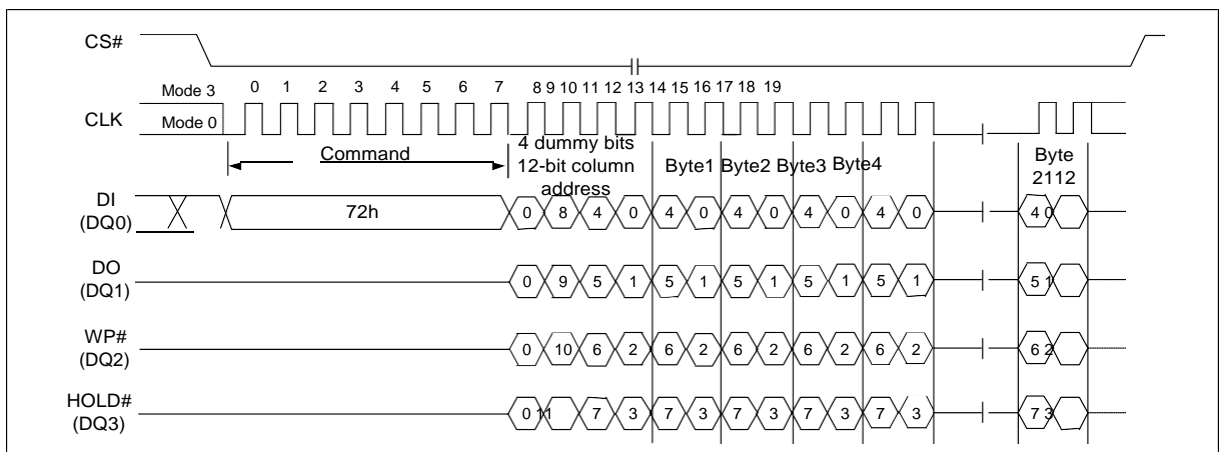 CS#
Mode 3 0 1 2 3 4 5 6 7 8 9 10 11 12 13 14 15 16 17 18 19
CLK
Mode 0
Command
4 dummy bits
12-bit column
address
Byte1 Byte2 Byte3 Byte4
Byte
2112
DI
(DQ0)
72h 0 8 4 0 4 0 4 0 4 0 4 0 4 0
DO
(DQ1)
0 9 5 1 5 1 5 1 5 1 5 1 5 1
WP#
(DQ2)
0 10 6 2 6 2 6 2 6 2 6 2 6 2
HOLD#
(DQ3)
0 11 7 3 7 3 7 3 7 3 7 3 7 3